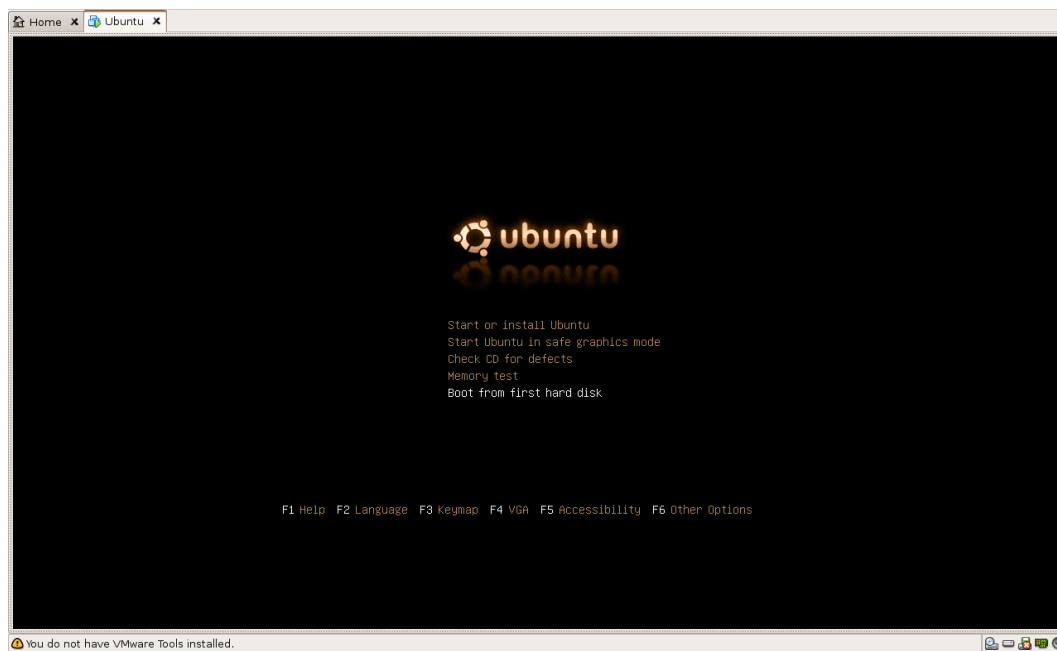 Home Ubuntu
ubuntu
Start or install Ubuntu
Start Ubuntu in safe graphics mode
Check CD for defects
Memory test
Boot from first hard disk
F1 Help F2 Language F3 Keymap F4 VGA F5 Accessibility F6 Other Options
You do not have VMware Tools installed.